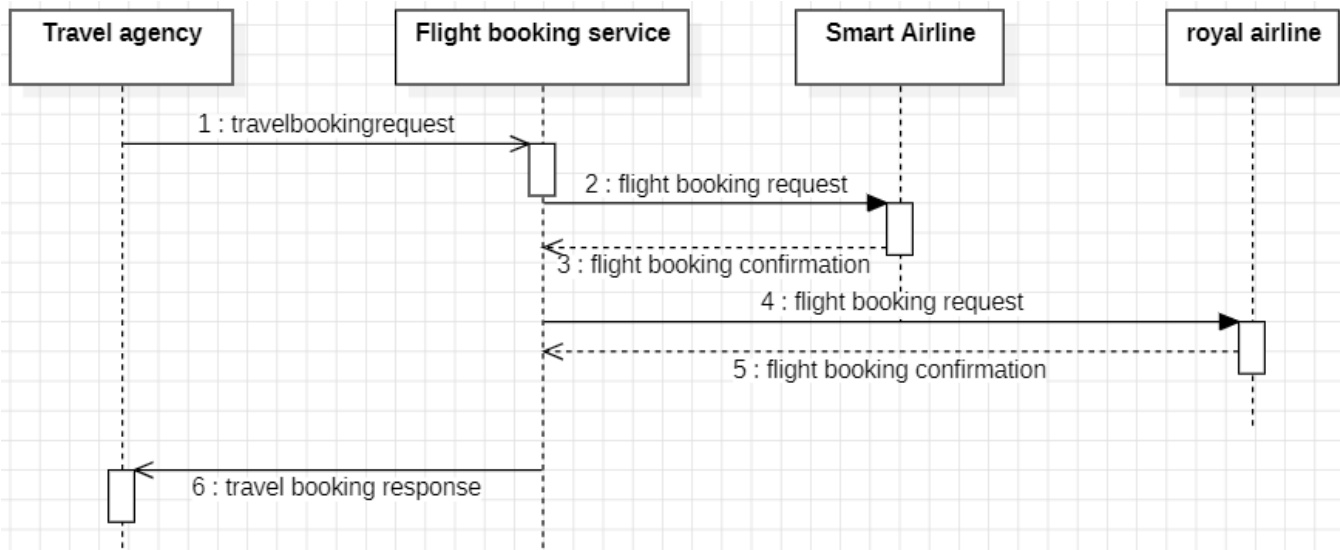 Travel agency
Flight booking service
Smart Airline
royal airline
1 : travelbookingrequest
2 : flight booking request
3 : flight booking confirmation
4 : flight booking request
5 : flight booking confirmation
6 : travel booking response